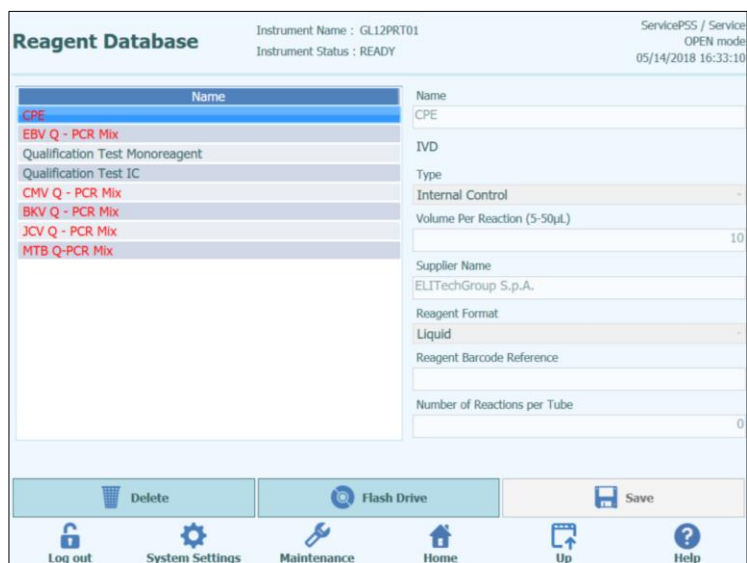 Reagent Database
Instrument Name : GL12PRT01
Instrument Status : READY
ServicePSS / Service
OPEN mode
05/14/2018 16:33:10
Name
CPE
EBV Q - PCR Mix
Qualification Test Monoreagent
Qualification Test IC
CMV Q - PCR Mix
BKV Q - PCR Mix
JCV Q - PCR Mix
MTB Q-PCR Mix
Name
CPE
IVD
Type
Internal Control
Volume Per Reaction (5-50µL)
10
Supplier Name
ELITechGroup S.p.A.
Reagent Format
Liquid
Reagent Barcode Reference
Number of Reactions per Tube
0
Delete
Flash Drive
Save
Log out
System Settings
Maintenance
Home
Up
Help